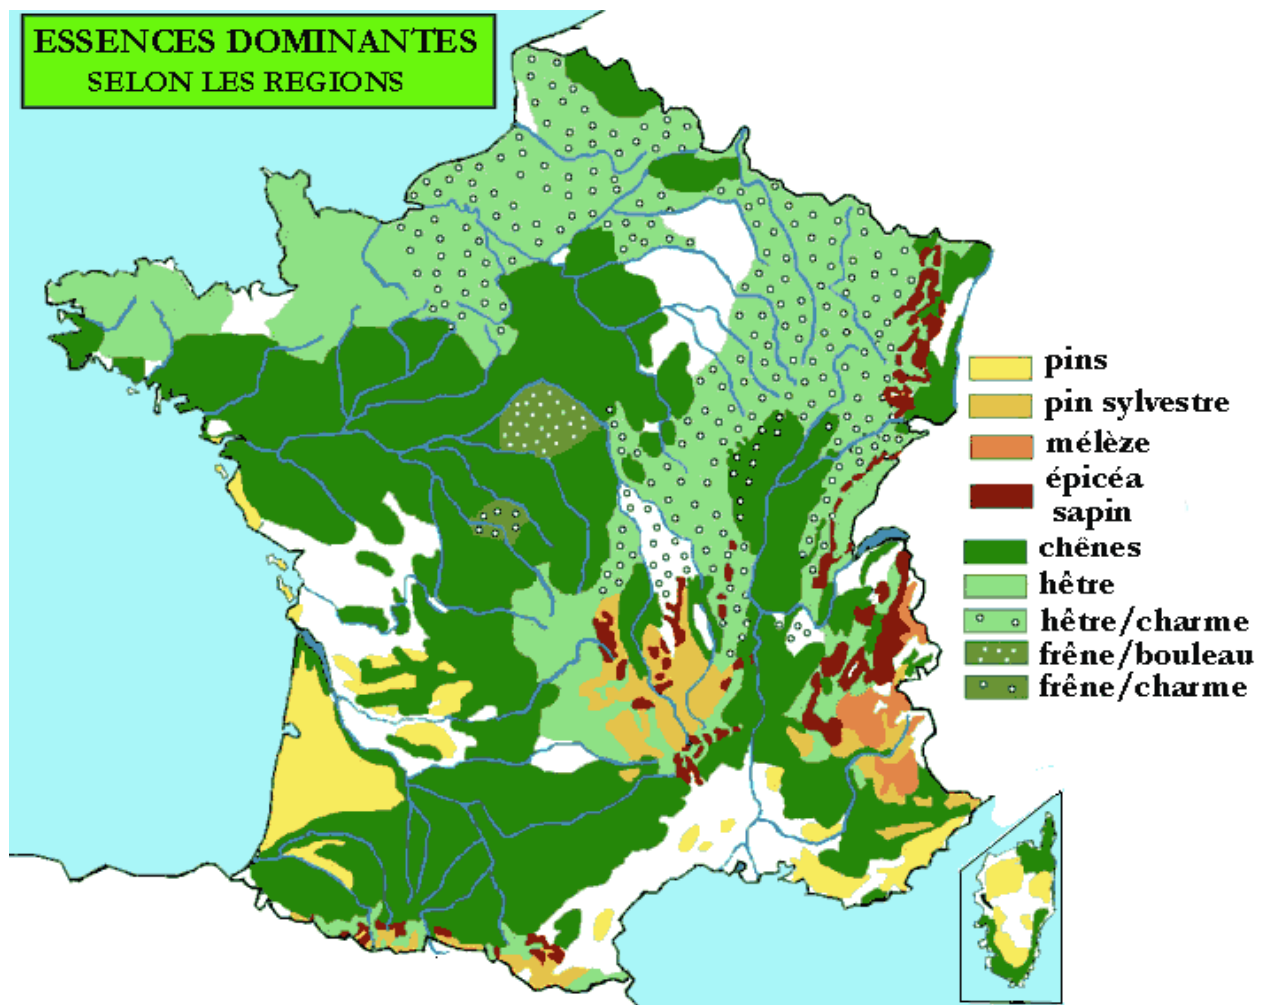 ESSENCES DOMINANTES
SELON LES REGIONS
pins
pin sylvestre
mélèze
épicéa
sapin
chênes
hêtre
hêtre/charme
frêne/bouleau
frêne/charme